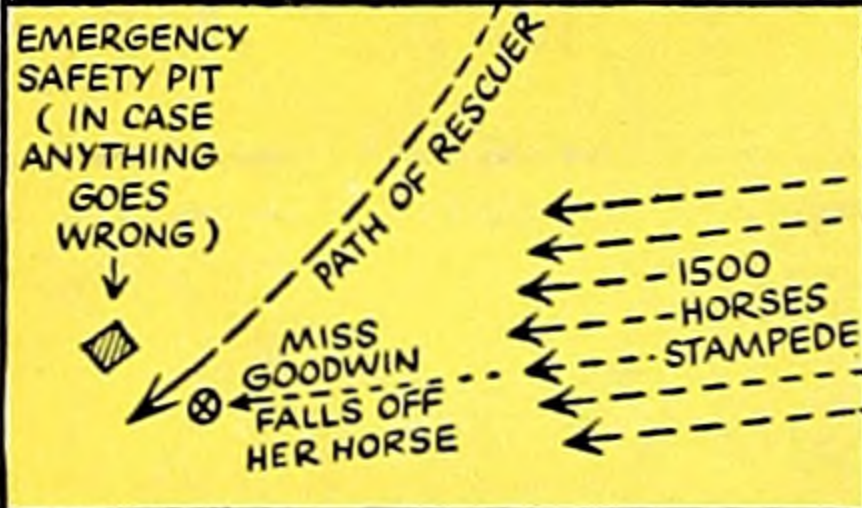 EMERGENCY
SAFETY PIT
( IN CASE
ANYTHING
GOES
WRONG )
PATH OF RESCUER
1500
HORSES
STAMPEDE
MISS
GOODWIN
FALLS OFF
HER HORSE